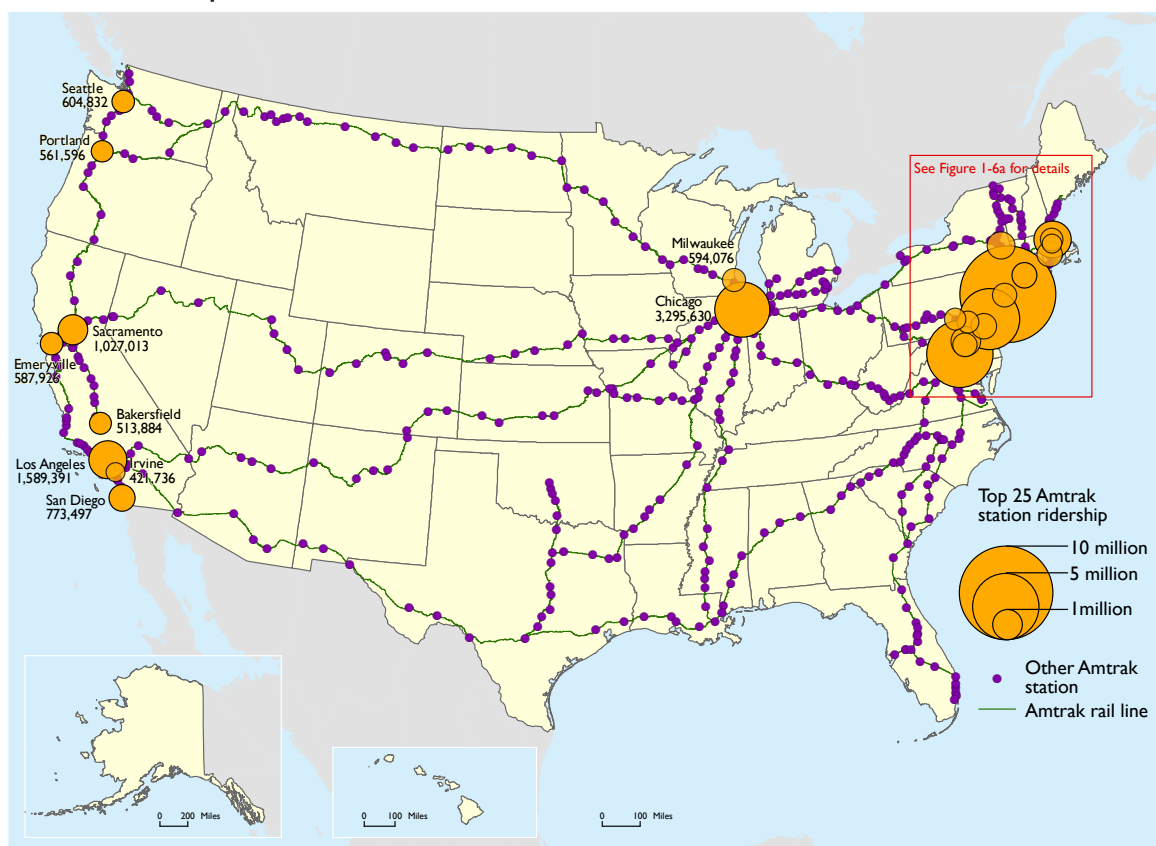 Seattle
604,832
Portland
561,596
See Figure 1-6a for details
Milwaukee
594,076
Chicago
3,295,630
Sacramento
1,027,013
Emeryville
587,926
Bakersfield
513,884
Los Angeles
1,589,391
Irvine
421,736
San Diego
773,497
Top 25 Amtrak
station ridership
10 million
5 million
1million
Other Amtrak
station
Amtrak rail line
0 200 Miles
0 100 Miles
0 100 Miles